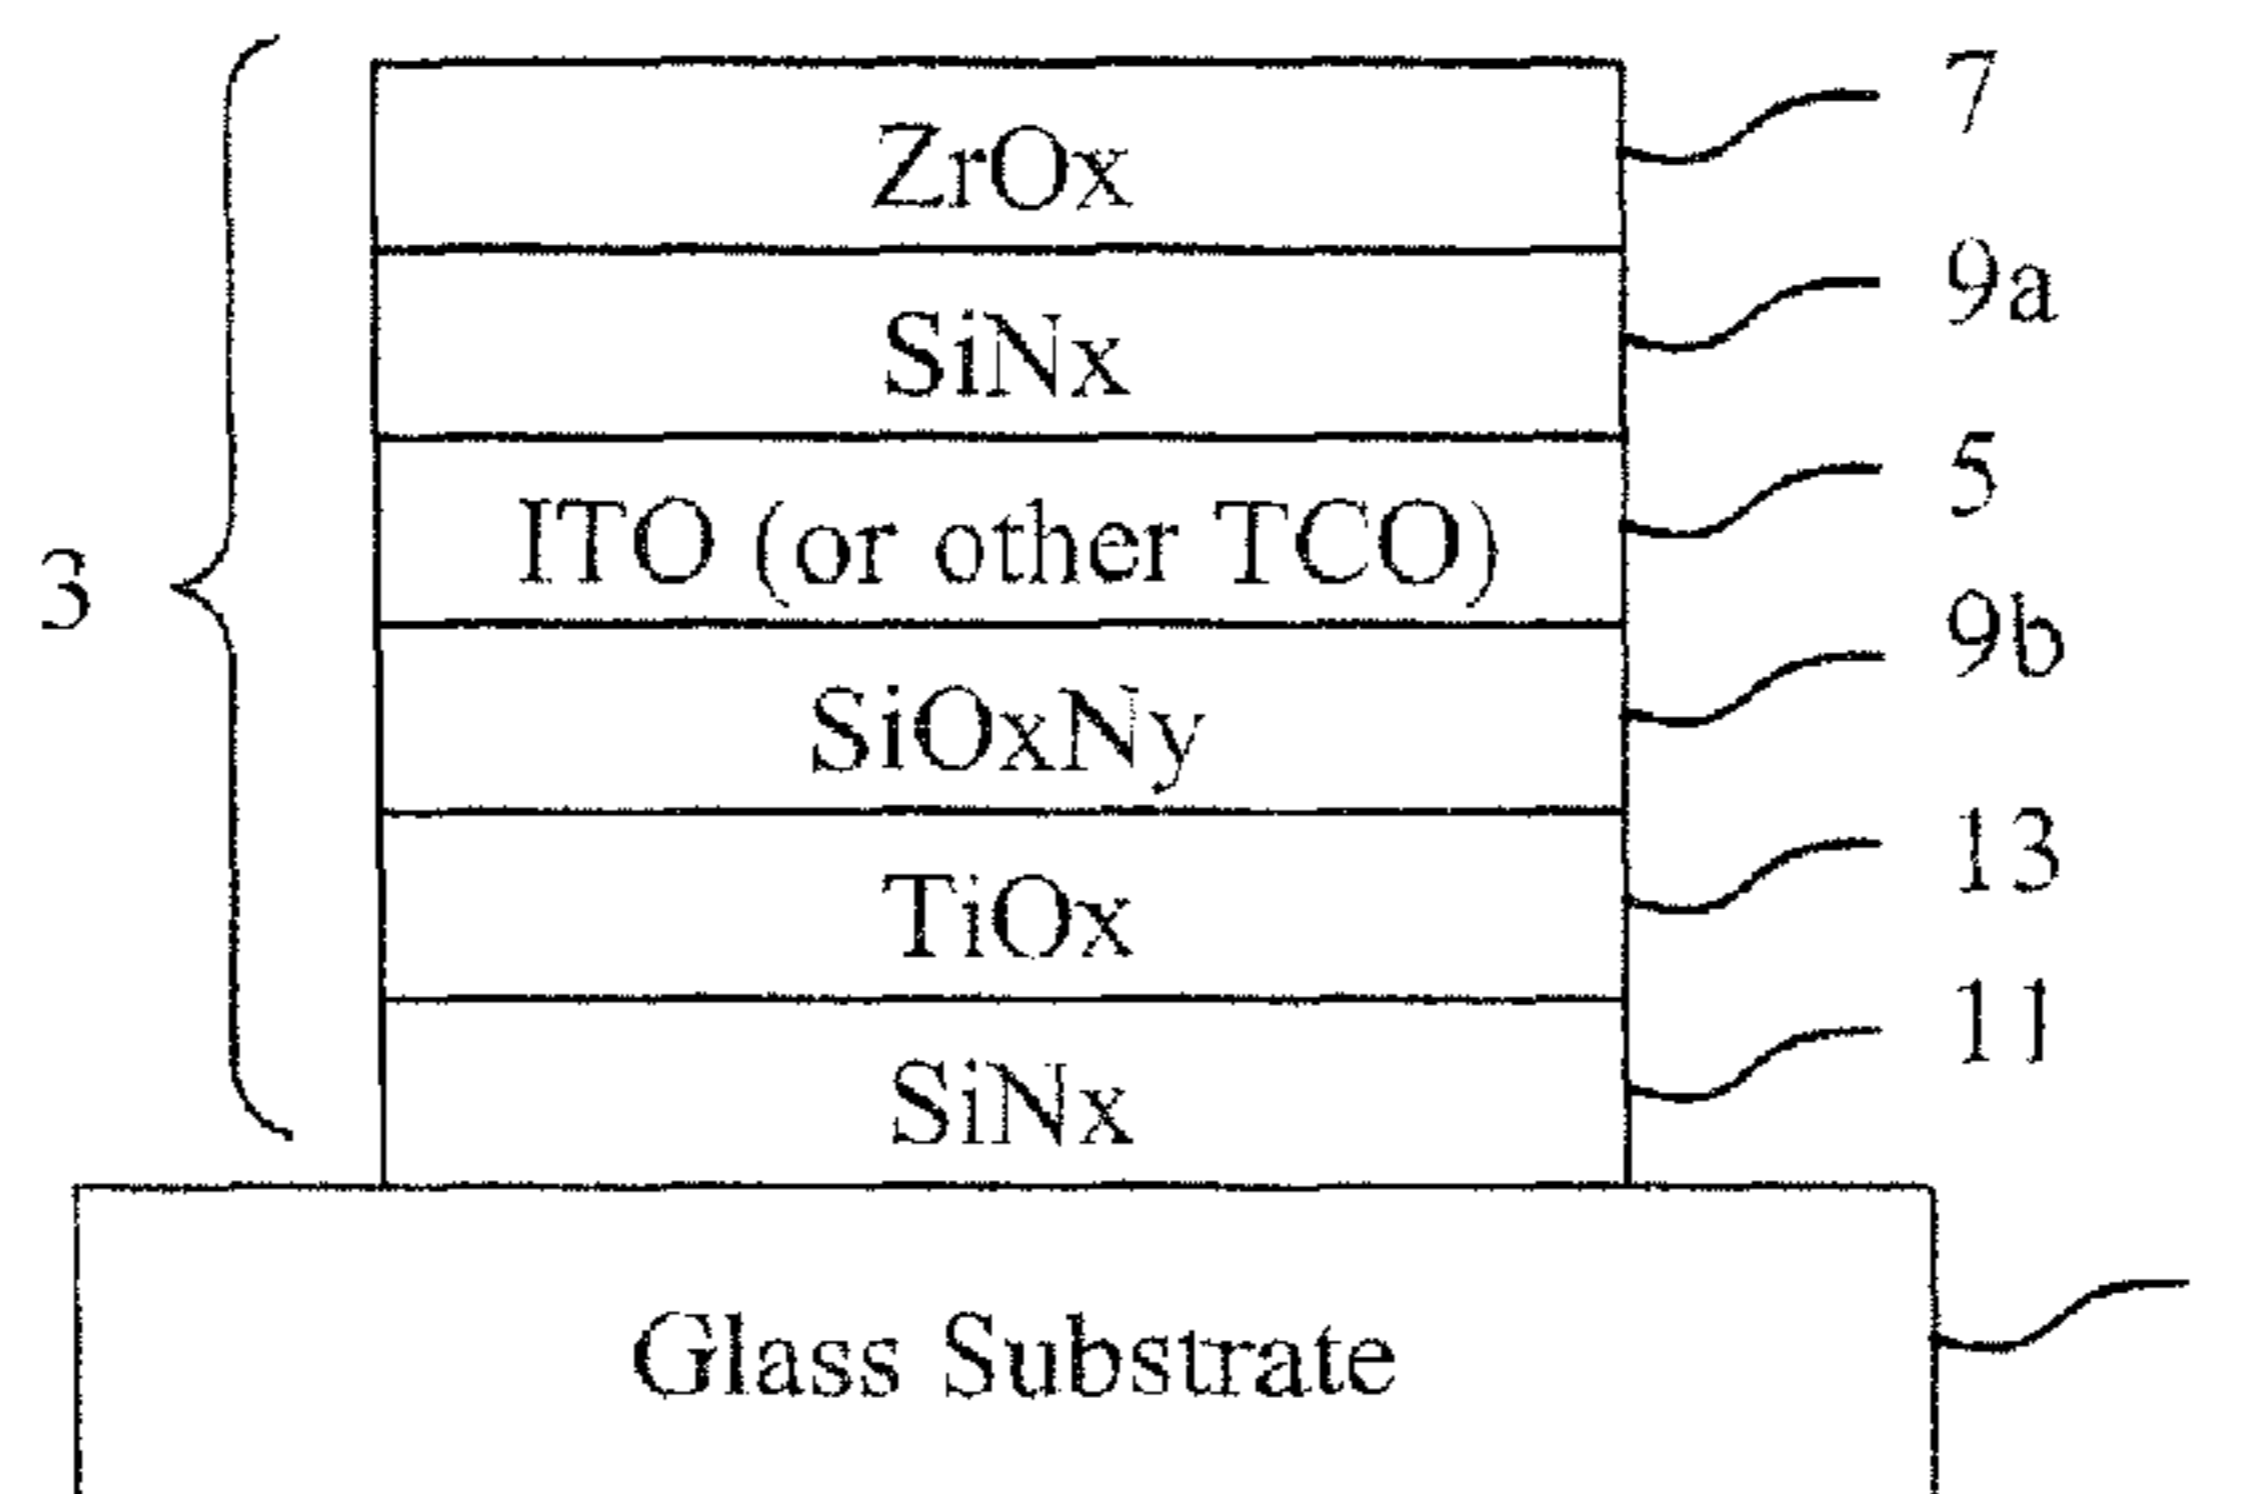 ZrOx 7
SiNx 9a
ITO (or other TCO) 5
3
SiOxNy 9b
TiOx 13
SiNx 11
Glass Substrate